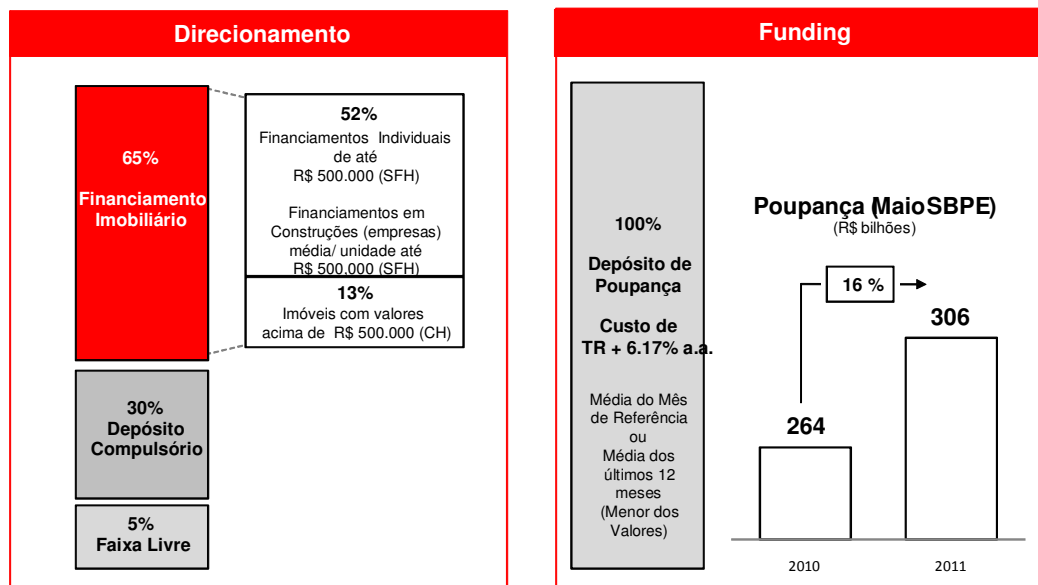 Direcionamento
65%
Financiamento
Imobiliário
52%
Financiamentos Individuais
de até
R$ 500.000 (SFH)
Financiamentos em
Construções (empresas)
média/ unidade até
R$ 500.000 (SFH)
13%
Imóveis com valores
acima de R$ 500.000 (CH)
30%
Depósito
Compulsório
5%
Faixa Livre
Funding
100%
Depósito de
Poupança
Custo de
TR + 6.17% a.a.
Média do Mês
de Referência
ou
Média dos
últimos 12
meses
(Menor dos
Valores)
Poupança (MaioSBPE)
(R$ bilhões)
16 %
306
264
2010
2011